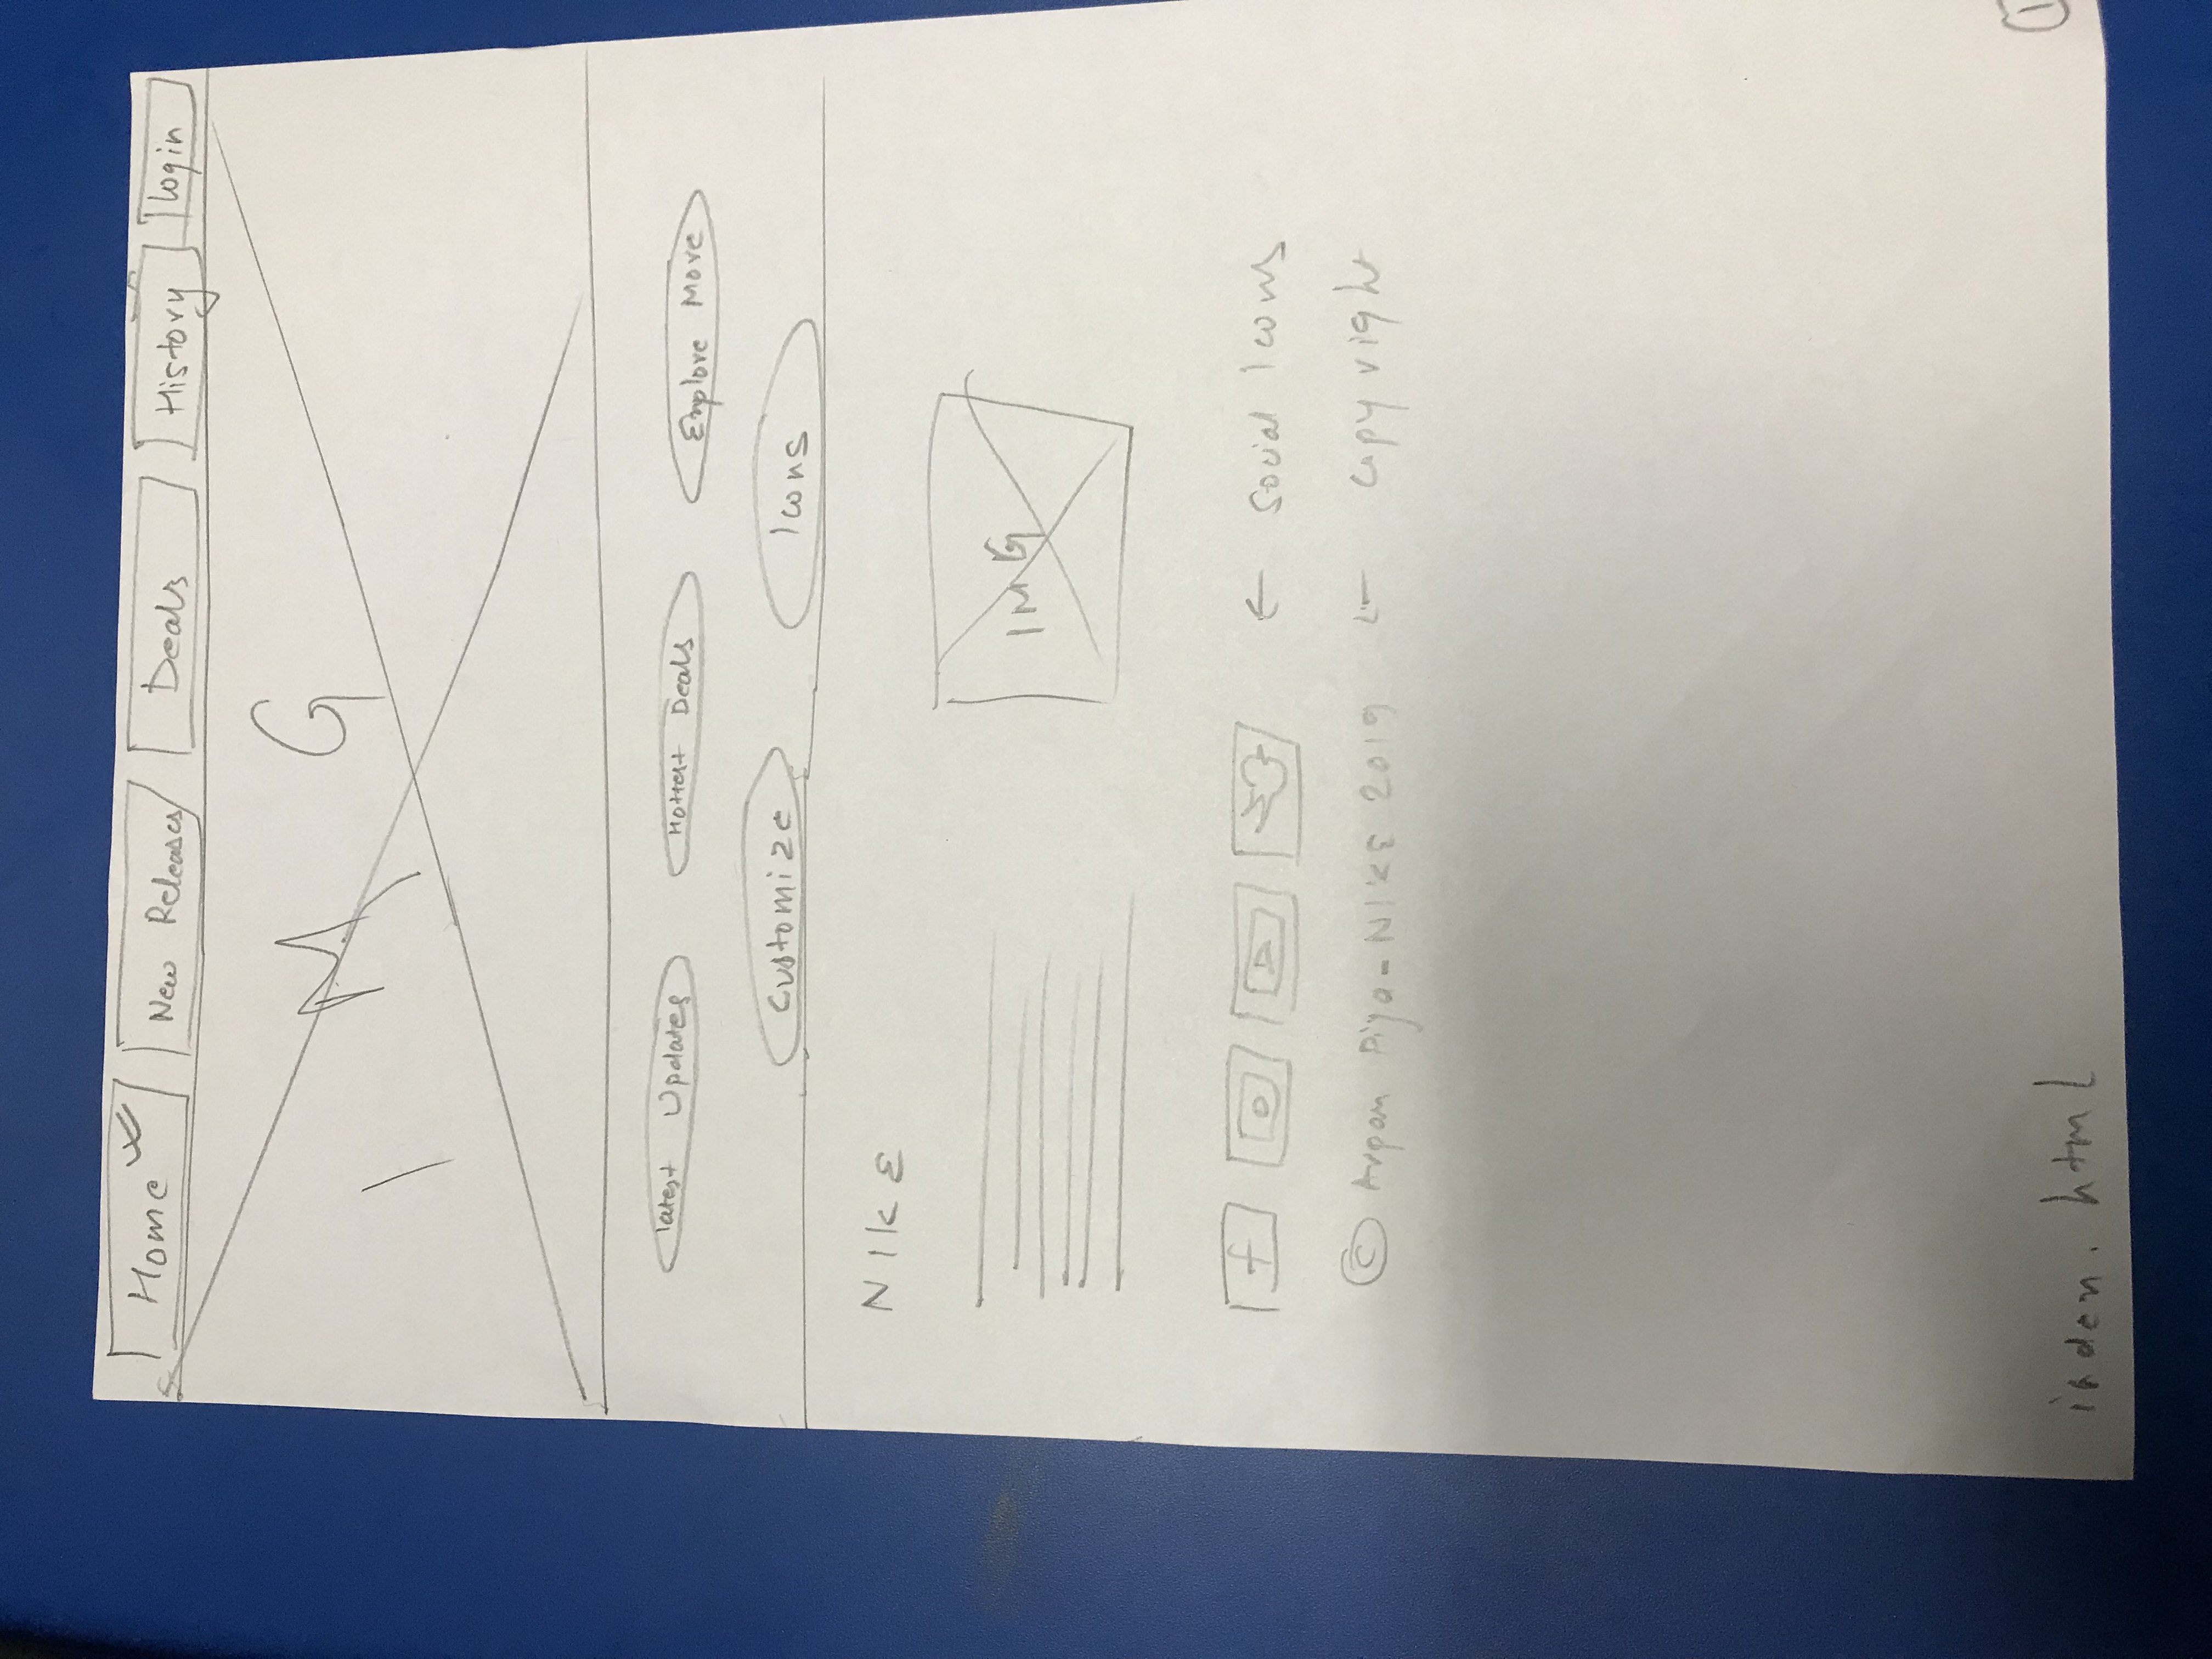 Home New Releases Deals History login
IMG
latest Updates Hottest Deals Explore More
Customize Icons
NIKE
IMG
f ← Social Icons
© Arpan Piya-NIKE 2019 ← Copyright
index.html
1